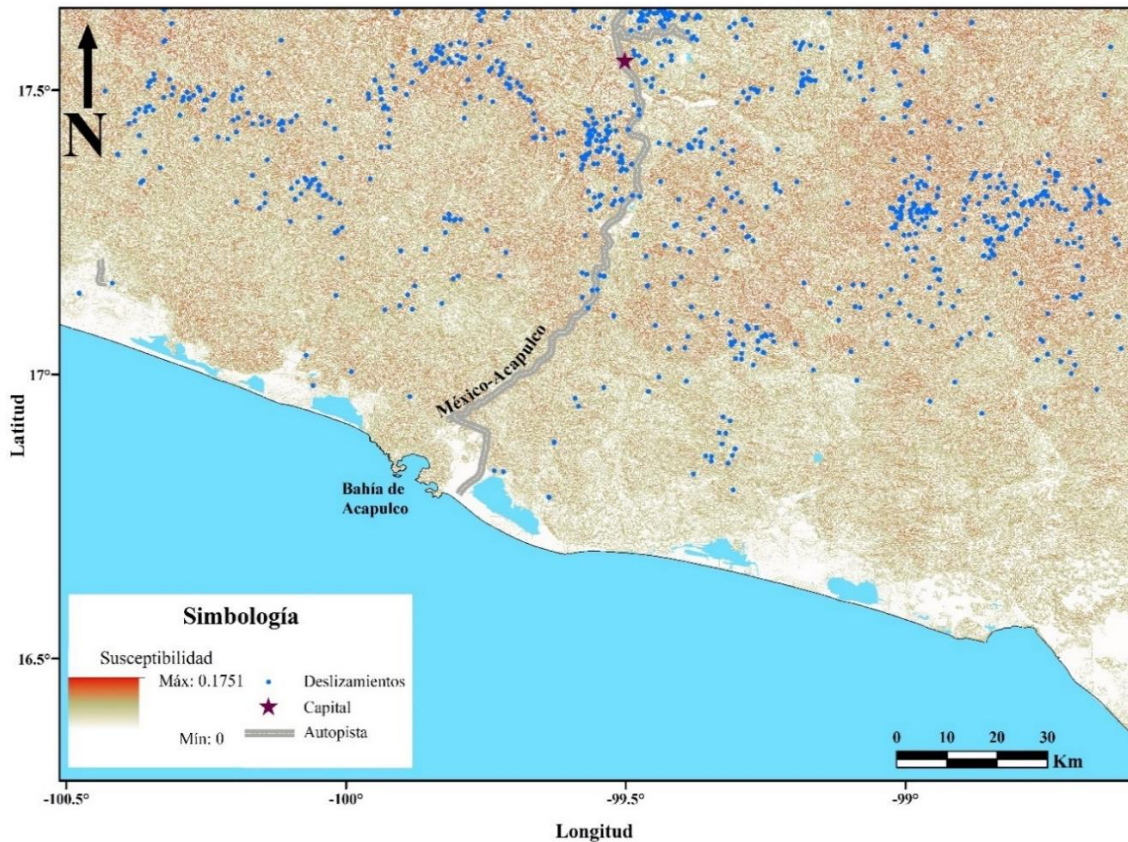 N
17.5°
17°
16.5°
Latitud
México-Acapulco
Bahía de
Acapulco
Simbología
Susceptibilidad
Máx: 0.1751
Mín: 0
Deslizamientos
Capital
Autopista
0 10 20 30
Km
-100.5° -100° -99.5° -99°
Longitud